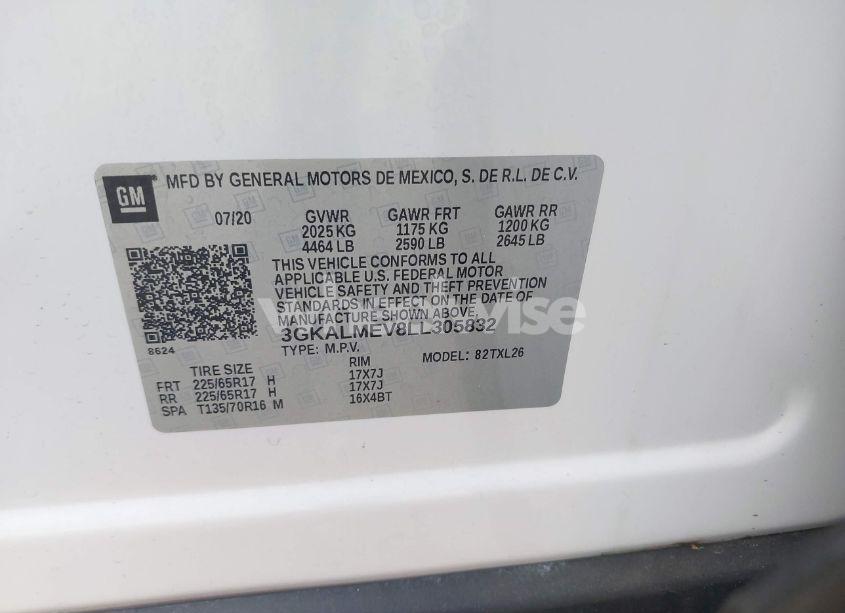 GM
MFD BY GENERAL MOTORS DE MEXICO, S. DE R.L. DE C.V.
07/20 GVWR GAWR FRT GAWR RR
2025 KG 1175 KG 1200 KG
4464 LB 2590 LB 2645 LB
THIS VEHICLE CONFORMS TO ALL
APPLICABLE U.S. FEDERAL MOTOR
VEHICLE SAFETY AND THEFT PREVENTION
STANDARDS IN EFFECT ON THE DATE OF
MANUFACTURE SHOWN ABOVE.
3GKALMEV8LL305832
8624
TYPE: M.P.V. MODEL: 82TXL26
TIRE SIZE RIM
FRT 225/65R17 H 17X7J
RR 225/65R17 H 17X7J
SPA T135/70R16 M 16X4BT